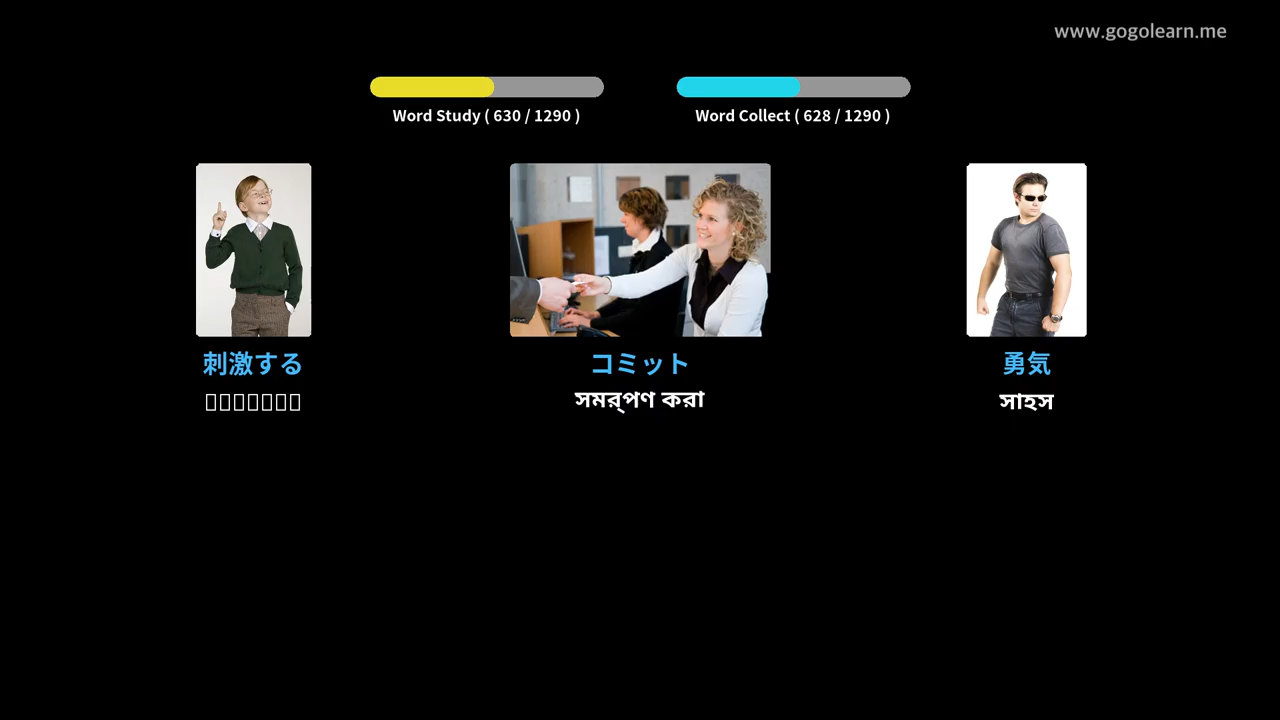 www.gogolearn.me
Word Study ( 630 / 1290 )
Word Collect ( 628 / 1290 )
刺激する
コミット
勇気
সমর্পণ করা
সাহস